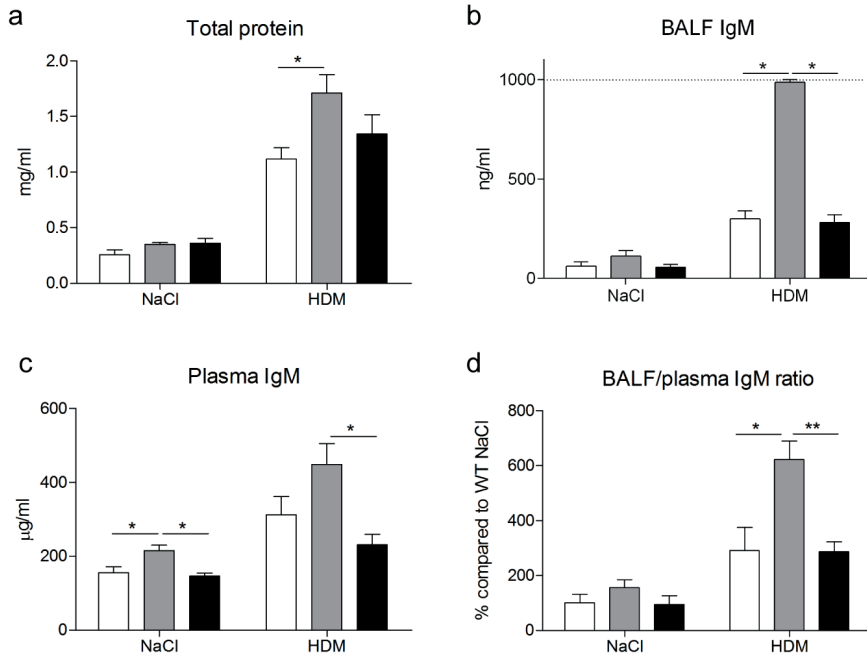 a
Total protein
2.0
1.5
1.0
0.5
0.0
mg/ml
*
NaCl
HDM
b
BALF IgM
1000
500
0
ng/ml
* *
NaCl
HDM
c
Plasma IgM
600
400
200
0
μg/ml
* *
*
NaCl
HDM
d
BALF/plasma IgM ratio
800
600
400
200
0
% compared to WT NaCl
* **
NaCl
HDM